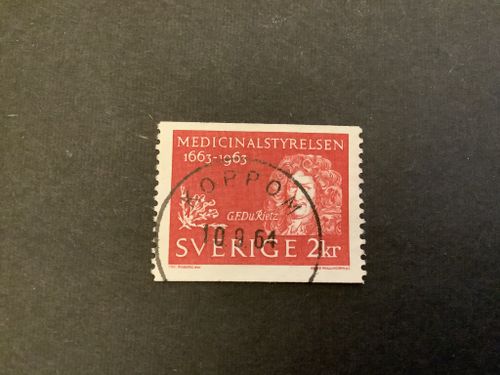 MEDICINALSTYRELSEN
1663-1963
KOPPOM
G.F.Du Rietz
10 9 64
SVERIGE 2kr